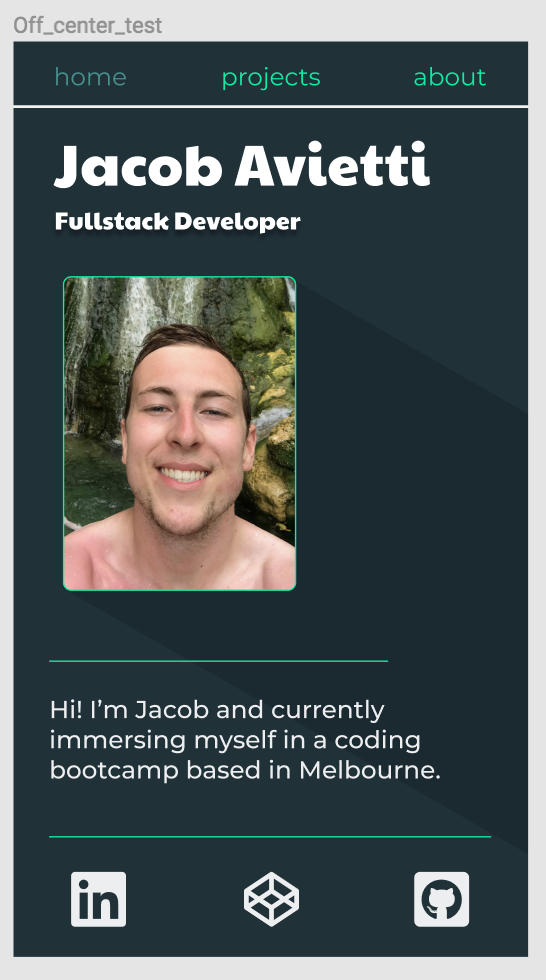 Off_center_test
home projects about
Jacob Avietti
Fullstack Developer
Hi! I’m Jacob and currently
immersing myself in a coding
bootcamp based in Melbourne.
in